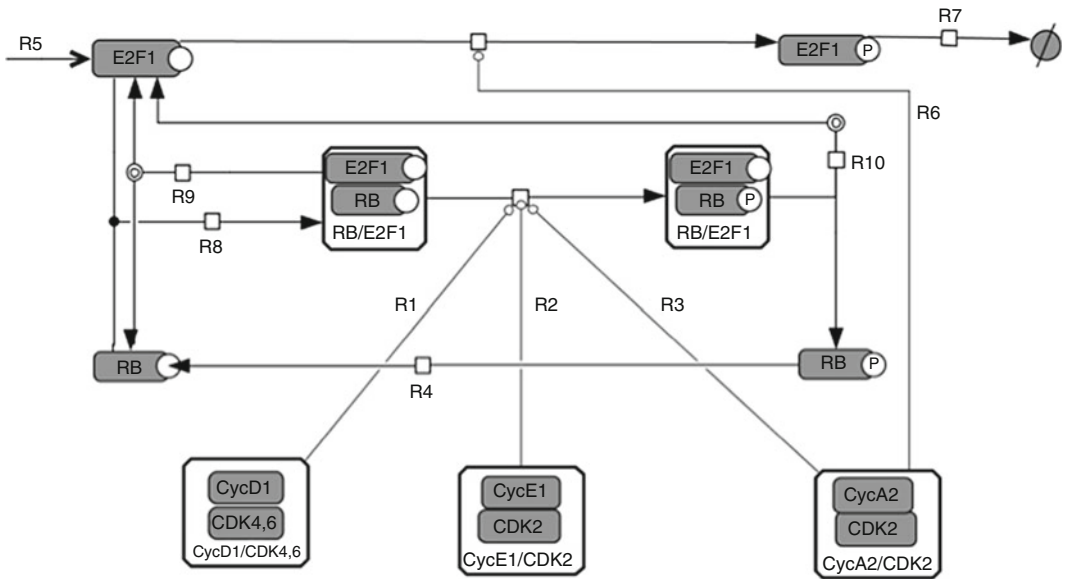 R5
E2F1
E2F1
P
R7
R6
R10
R9
R8
E2F1
RB
RB/E2F1
E2F1
RB
P
RB/E2F1
R1
R2
R3
RB
R4
RB
P
CycD1
CDK4,6
CycD1/CDK4,6
CycE1
CDK2
CycE1/CDK2
CycA2
CDK2
CycA2/CDK2